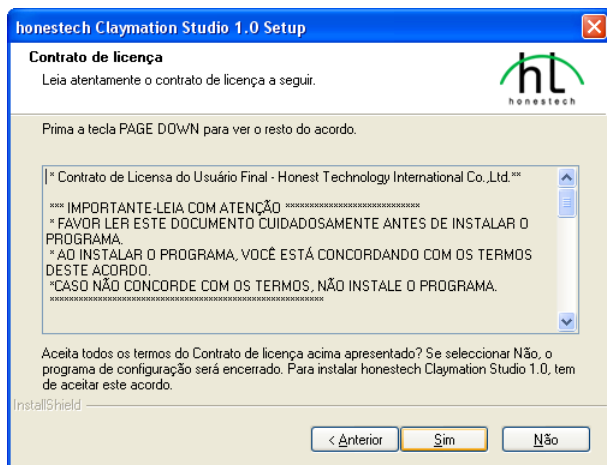 honestech Claymation Studio 1.0 Setup
Contrato de licença
Leia atentamente o contrato de licença a seguir.
ht
honestech
Prima a tecla PAGE DOWN para ver o resto do acordo.
* Contrato de Licensa do Usuário Final - Honest Technology International Co.,Ltd.**
*** IMPORTANTE-LEIA COM ATENÇÃO ****************************
* FAVOR LER ESTE DOCUMENTO CUIDADOSAMENTE ANTES DE INSTALAR O
PROGRAMA.
* AO INSTALAR O PROGRAMA, VOCÊ ESTÁ CONCORDANDO COM OS TERMOS
DESTE ACORDO.
*CASO NÃO CONCORDE COM OS TERMOS, NÃO INSTALE O PROGRAMA.
*********************************************************
Aceita todos os termos do Contrato de licença acima apresentado? Se seleccionar Não, o
programa de configuração será encerrado. Para instalar honestech Claymation Studio 1.0, tem
de aceitar este acordo.
InstallShield
< Anterior
Sim
Não